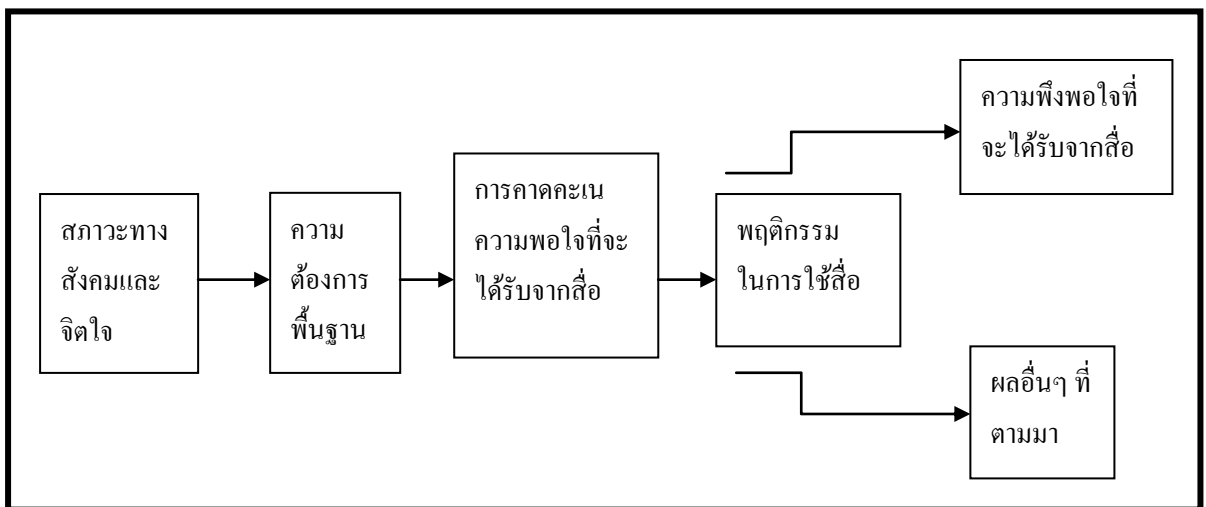 สภาวะทาง
สังคมและ
จิตใจ
ความ
ต้องการ
พื้นฐาน
การคาดคะเน
ความพอใจที่จะ
ได้รับจากสื่อ
พฤติกรรม
ในการใช้สื่อ
ความพึงพอใจที่
จะได้รับจากสื่อ
ผลอื่นๆ ที่
ตามมา